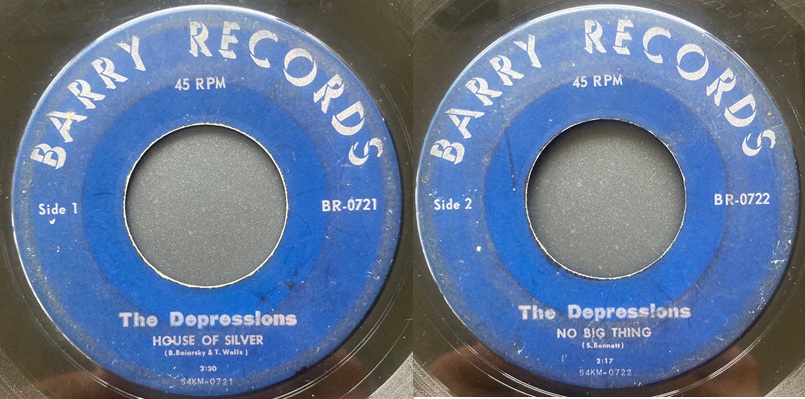 BARRY RECORDS
45 RPM
Side 1
BR-0721
The Depressions
HOUSE OF SILVER
(B. Boiarsky & T. Wells)
2:30
S4KM-0721
BARRY RECORDS
45 RPM
Side 2
BR-0722
The Depressions
NO BIG THING
(S. Bennett)
2:17
S4KM-0722